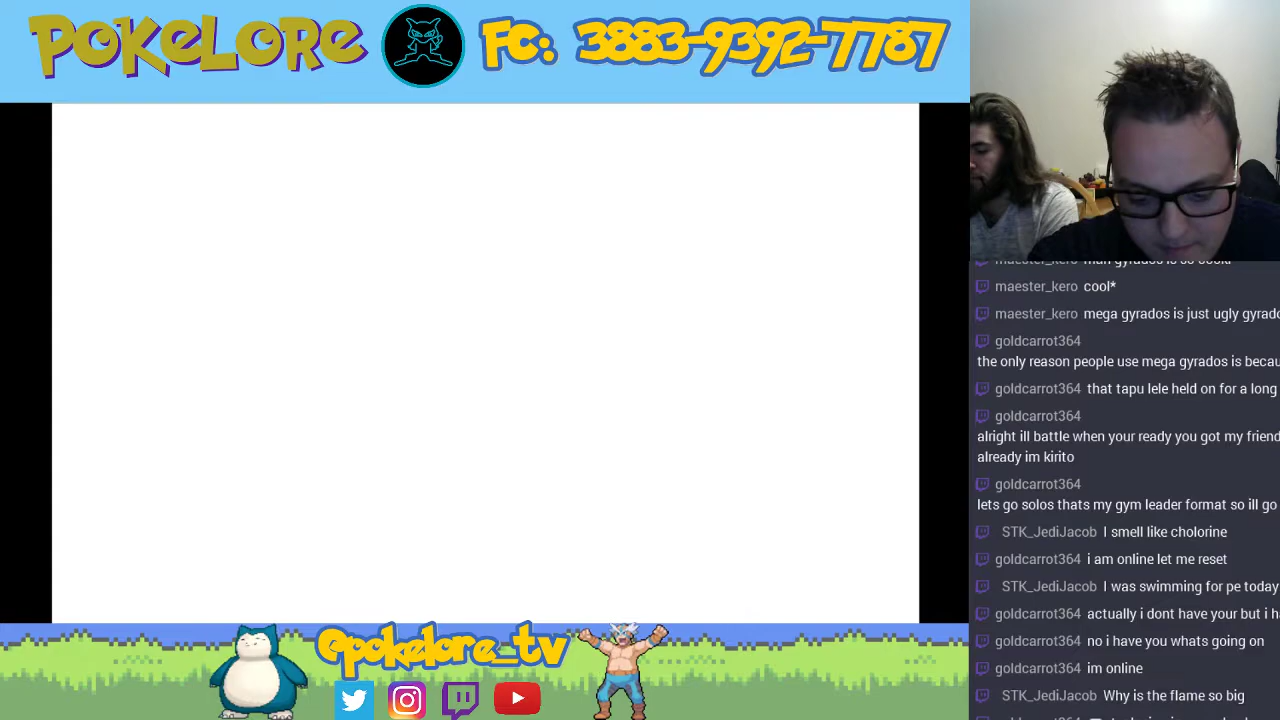 POKELORE
FC: 3883-9392-7787
maester_kero
maester_kero cool*
maester_kero mega gyrados is just ugly
goldcarrot364
the only reason people use mega gyrados is
goldcarrot364 that tapu lele held on for a long
goldcarrot364
alright ill battle when your ready you got my
already im kirito
goldcarrot364
lets go solos thats my gym leader format so ill go
STK_JediJacob I smell like cholorine
goldcarrot364 i am online let me reset
STK_JediJacob I was swimming for pe today
goldcarrot364 actually i dont have your but i
goldcarrot364 no i have you whats going on
goldcarrot364 im online
STK_JediJacob Why is the flame so big
@pokelore_tv